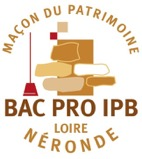 MAÇON DU PATRIMOINE
BAC PRO IPB
LOIRE
NÉRONDE